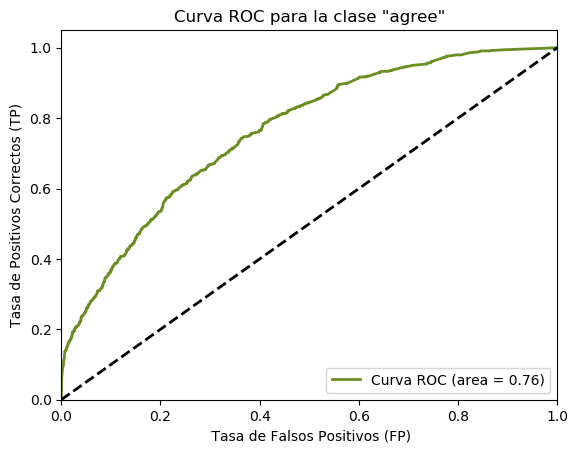 Curva ROC para la clase "agree"
Tasa de Positivos Correctos (TP)
1.0
0.8
0.6
0.4
0.2
0.0
0.0 0.2 0.4 0.6 0.8 1.0
Curva ROC (area = 0.76)
Tasa de Falsos Positivos (FP)